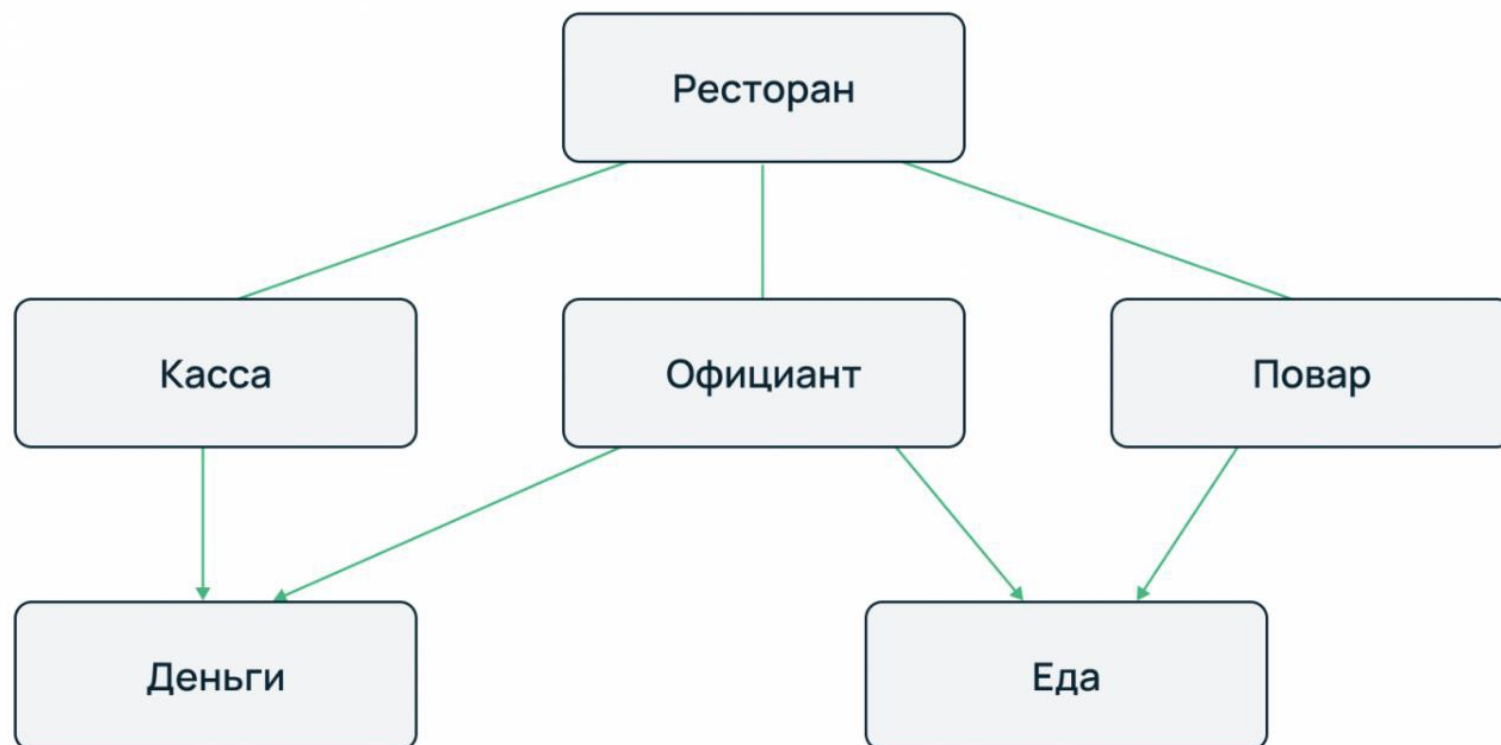 Ресторан
Касса
Официант
Повар
Деньги
Еда